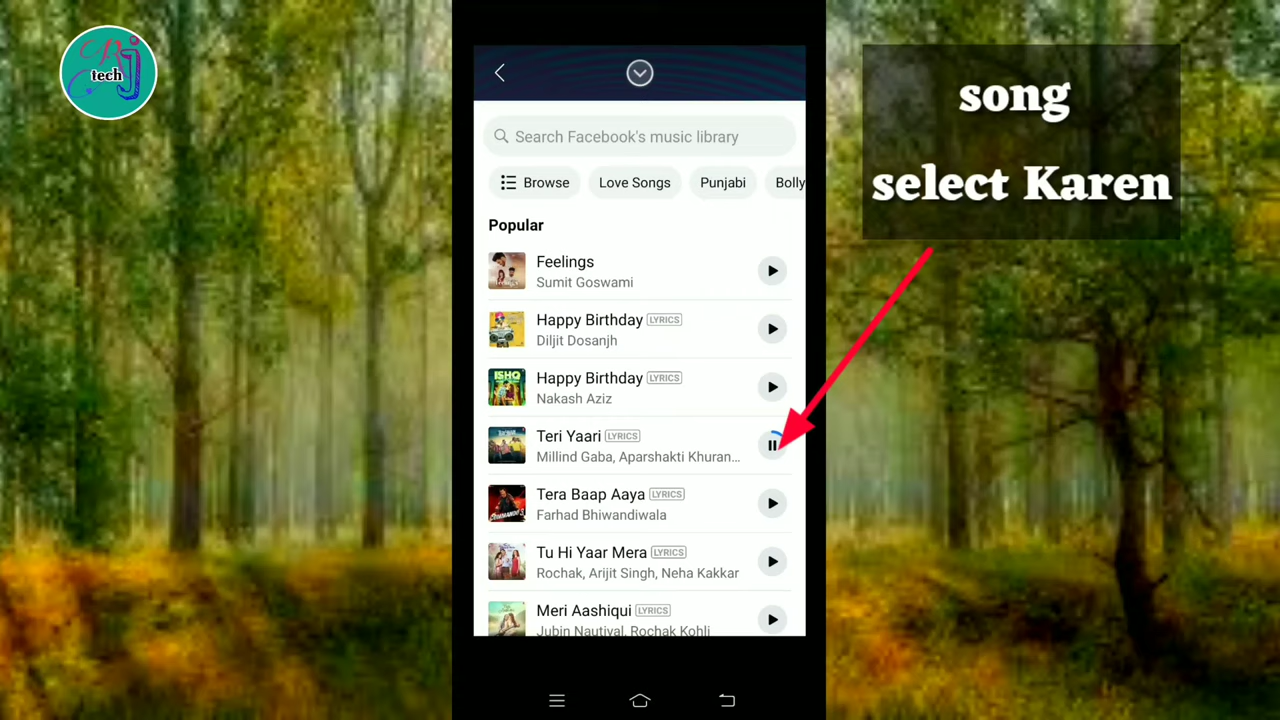 tech
song
select Karen
Search Facebook's music library
Browse
Love Songs
Punjabi
Bolly
Popular
Feelings
Sumit Goswami
Happy Birthday LYRICS
Diljit Dosanjh
Happy Birthday LYRICS
Nakash Aziz
Teri Yaari LYRICS
Millind Gaba, Aparshakti Khuran...
Tera Baap Aaya LYRICS
Farhad Bhiwandiwala
Tu Hi Yaar Mera LYRICS
Rochak, Arijit Singh, Neha Kakkar
Meri Aashiqui LYRICS
Jubin Nautiyal, Rochak Kohli